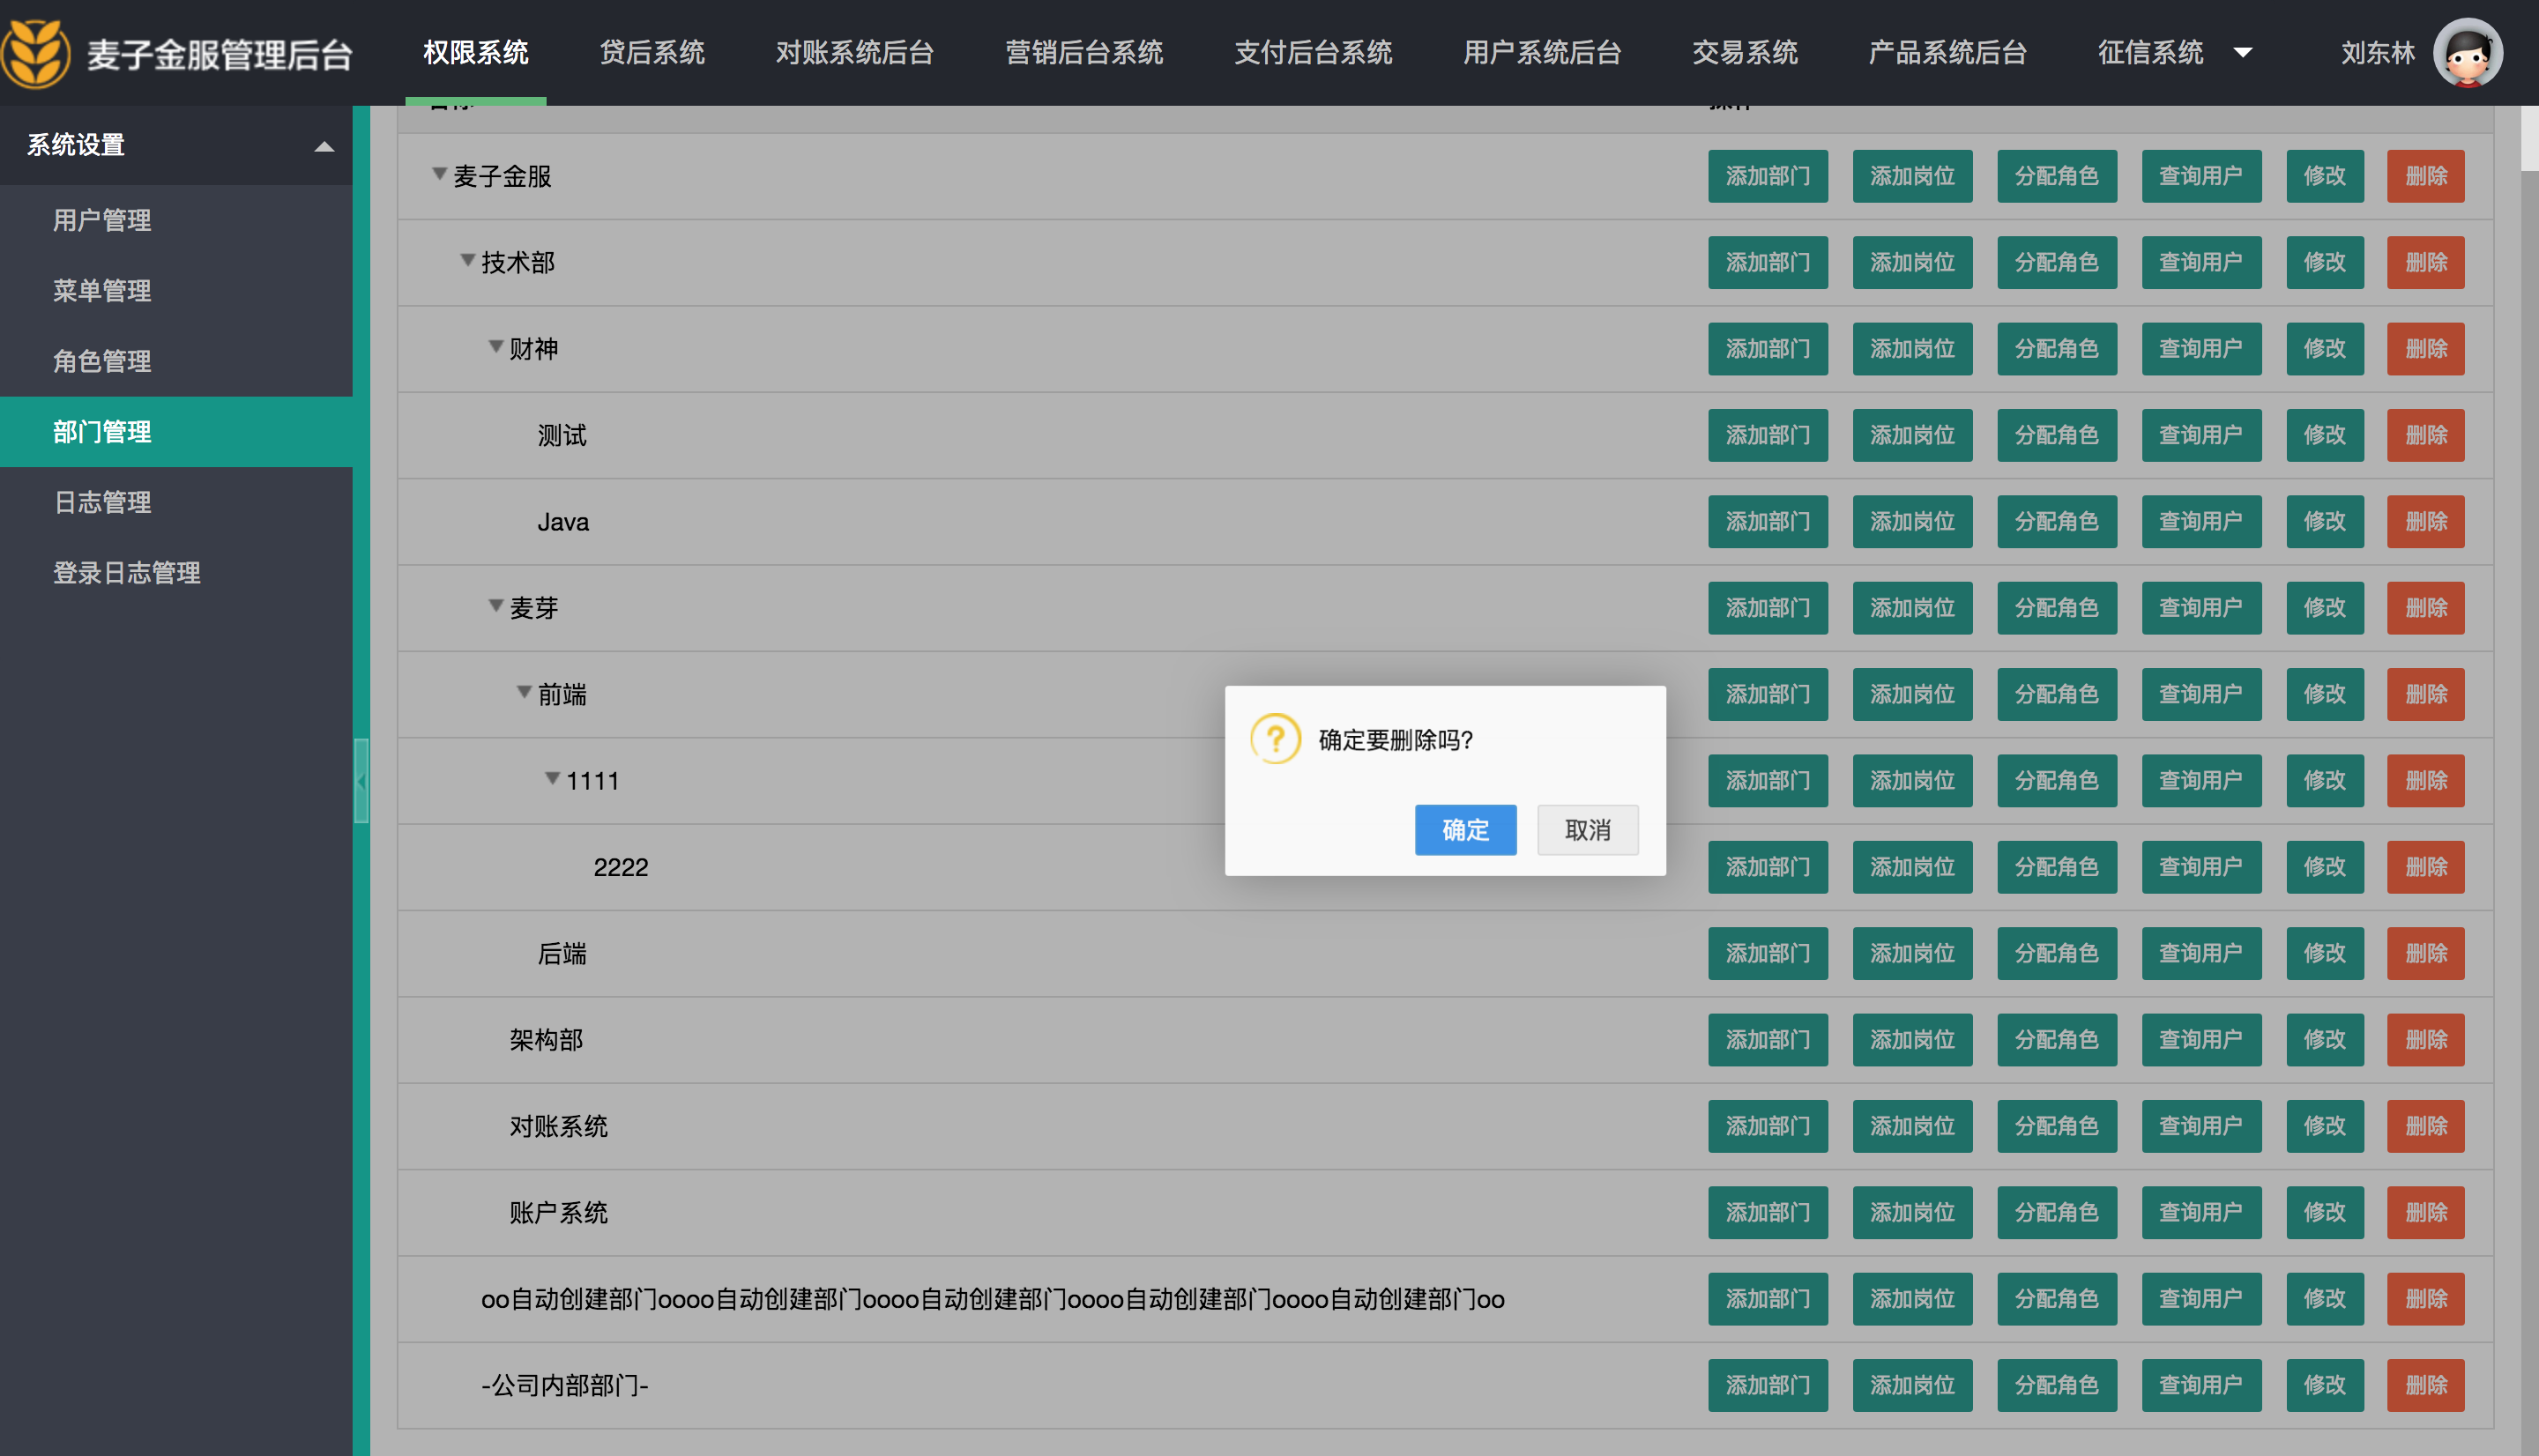 麦子金服管理后台 权限系统 贷后系统 对账系统后台 营销后台系统 支付后台系统 用户系统后台 交易系统 产品系统后台 征信系统 刘东林
系统设置
用户管理
菜单管理
角色管理
部门管理
日志管理
登录日志管理
麦子金服 添加部门 添加岗位 分配角色 查询用户 修改 删除
技术部 添加部门 添加岗位 分配角色 查询用户 修改 删除
财神 添加部门 添加岗位 分配角色 查询用户 修改 删除
测试 添加部门 添加岗位 分配角色 查询用户 修改 删除
Java 添加部门 添加岗位 分配角色 查询用户 修改 删除
麦芽 添加部门 添加岗位 分配角色 查询用户 修改 删除
前端 添加部门 添加岗位 分配角色 查询用户 修改 删除
1111 添加部门 添加岗位 分配角色 查询用户 修改 删除
2222 添加部门 添加岗位 分配角色 查询用户 修改 删除
后端 添加部门 添加岗位 分配角色 查询用户 修改 删除
架构部 添加部门 添加岗位 分配角色 查询用户 修改 删除
对账系统 添加部门 添加岗位 分配角色 查询用户 修改 删除
账户系统 添加部门 添加岗位 分配角色 查询用户 修改 删除
oo自动创建部门oooo自动创建部门oooo自动创建部门oooo自动创建部门oooo自动创建部门oo 添加部门 添加岗位 分配角色 查询用户 修改 删除
-公司内部部门- 添加部门 添加岗位 分配角色 查询用户 修改 删除
确定要删除吗?
确定 取消